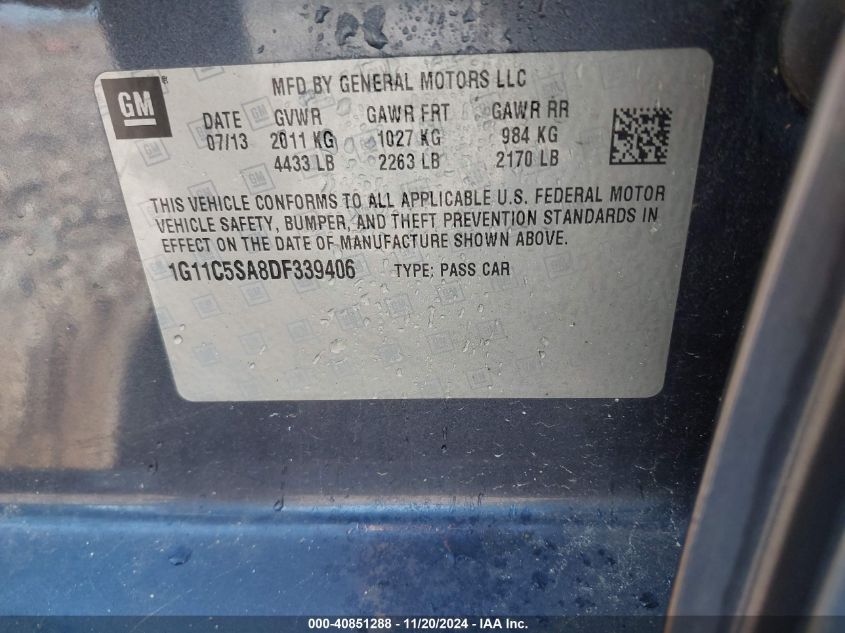 GM
MFD BY GENERAL MOTORS LLC
DATE GVWR GAWR FRT GAWR RR
07/13 2011 KG 1027 KG 984 KG
4433 LB 2263 LB 2170 LB
THIS VEHICLE CONFORMS TO ALL APPLICABLE U.S. FEDERAL MOTOR
VEHICLE SAFETY, BUMPER, AND THEFT PREVENTION STANDARDS IN
EFFECT ON THE DATE OF MANUFACTURE SHOWN ABOVE.
1G11C5SA8DF339406 TYPE: PASS CAR
000-40851288 - 11/20/2024 - IAAI.COM